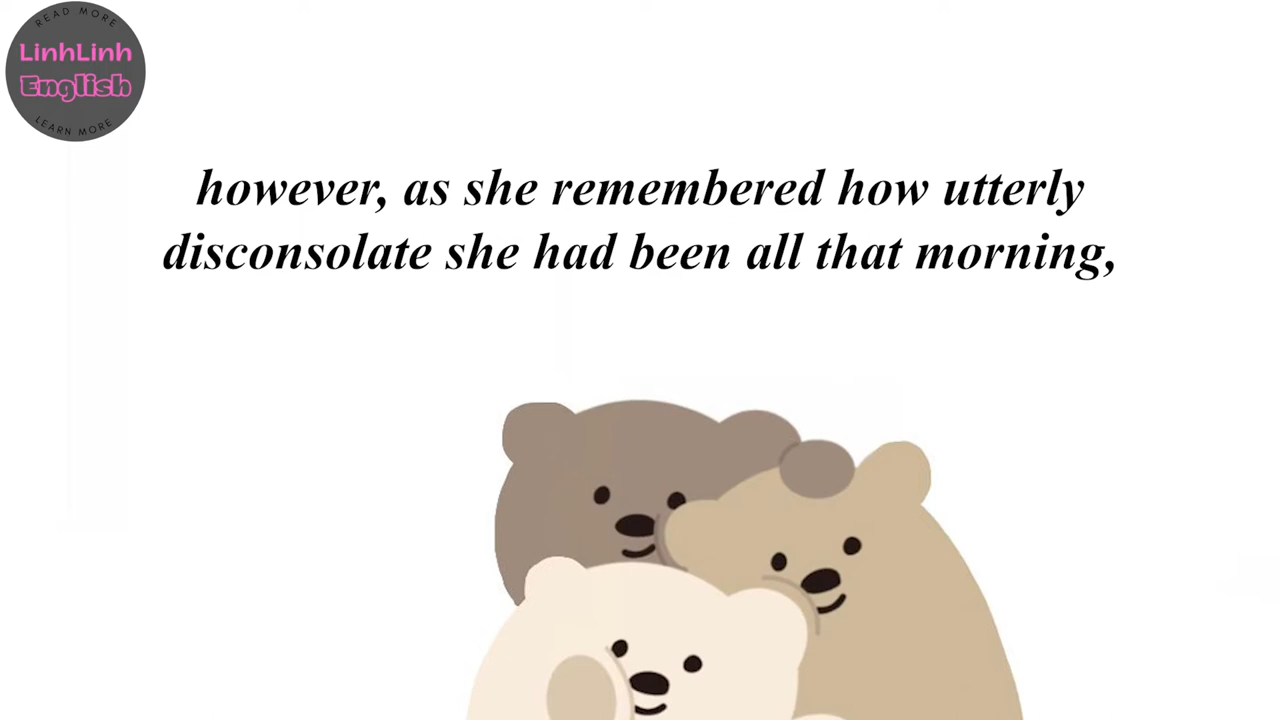 READ MORE
LinhLinh
English
LEARN MORE
however, as she remembered how utterly
disconsolate she had been all that morning,